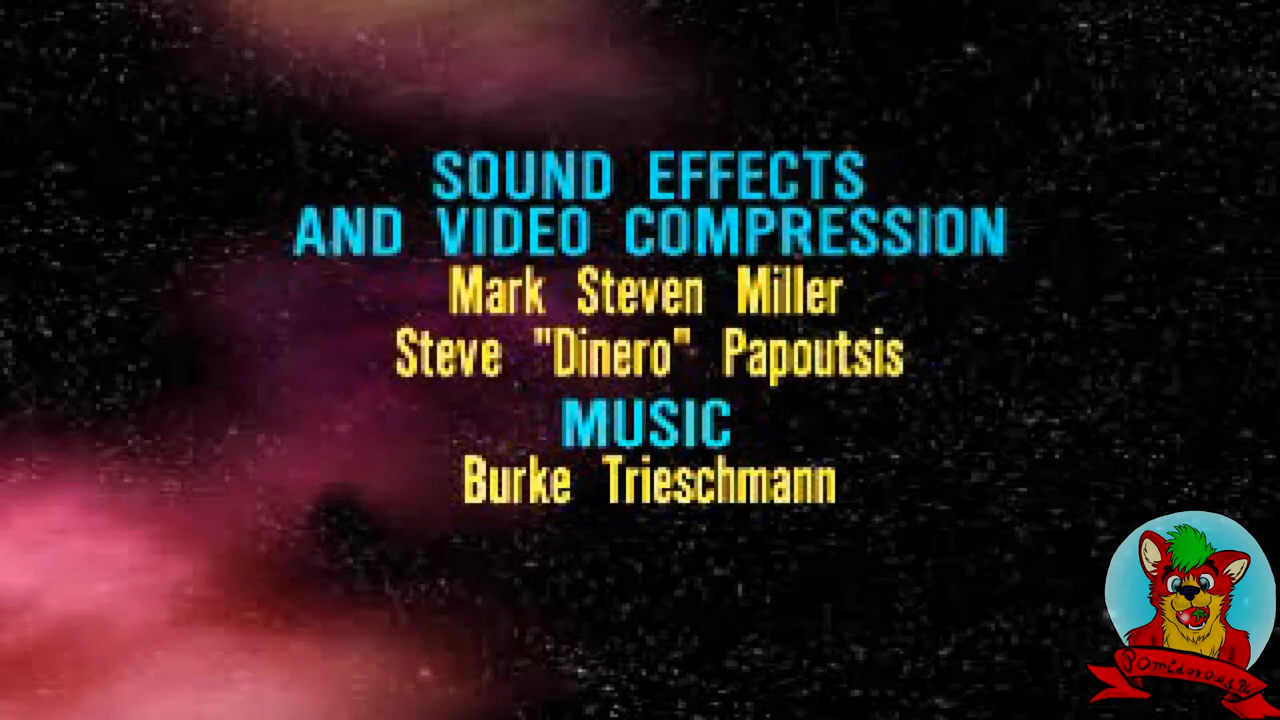 SOUND EFFECTS
AND VIDEO COMPRESSION
Mark Steven Miller
Steve "Dinero" Papoutsis
MUSIC
Burke Trieschmann